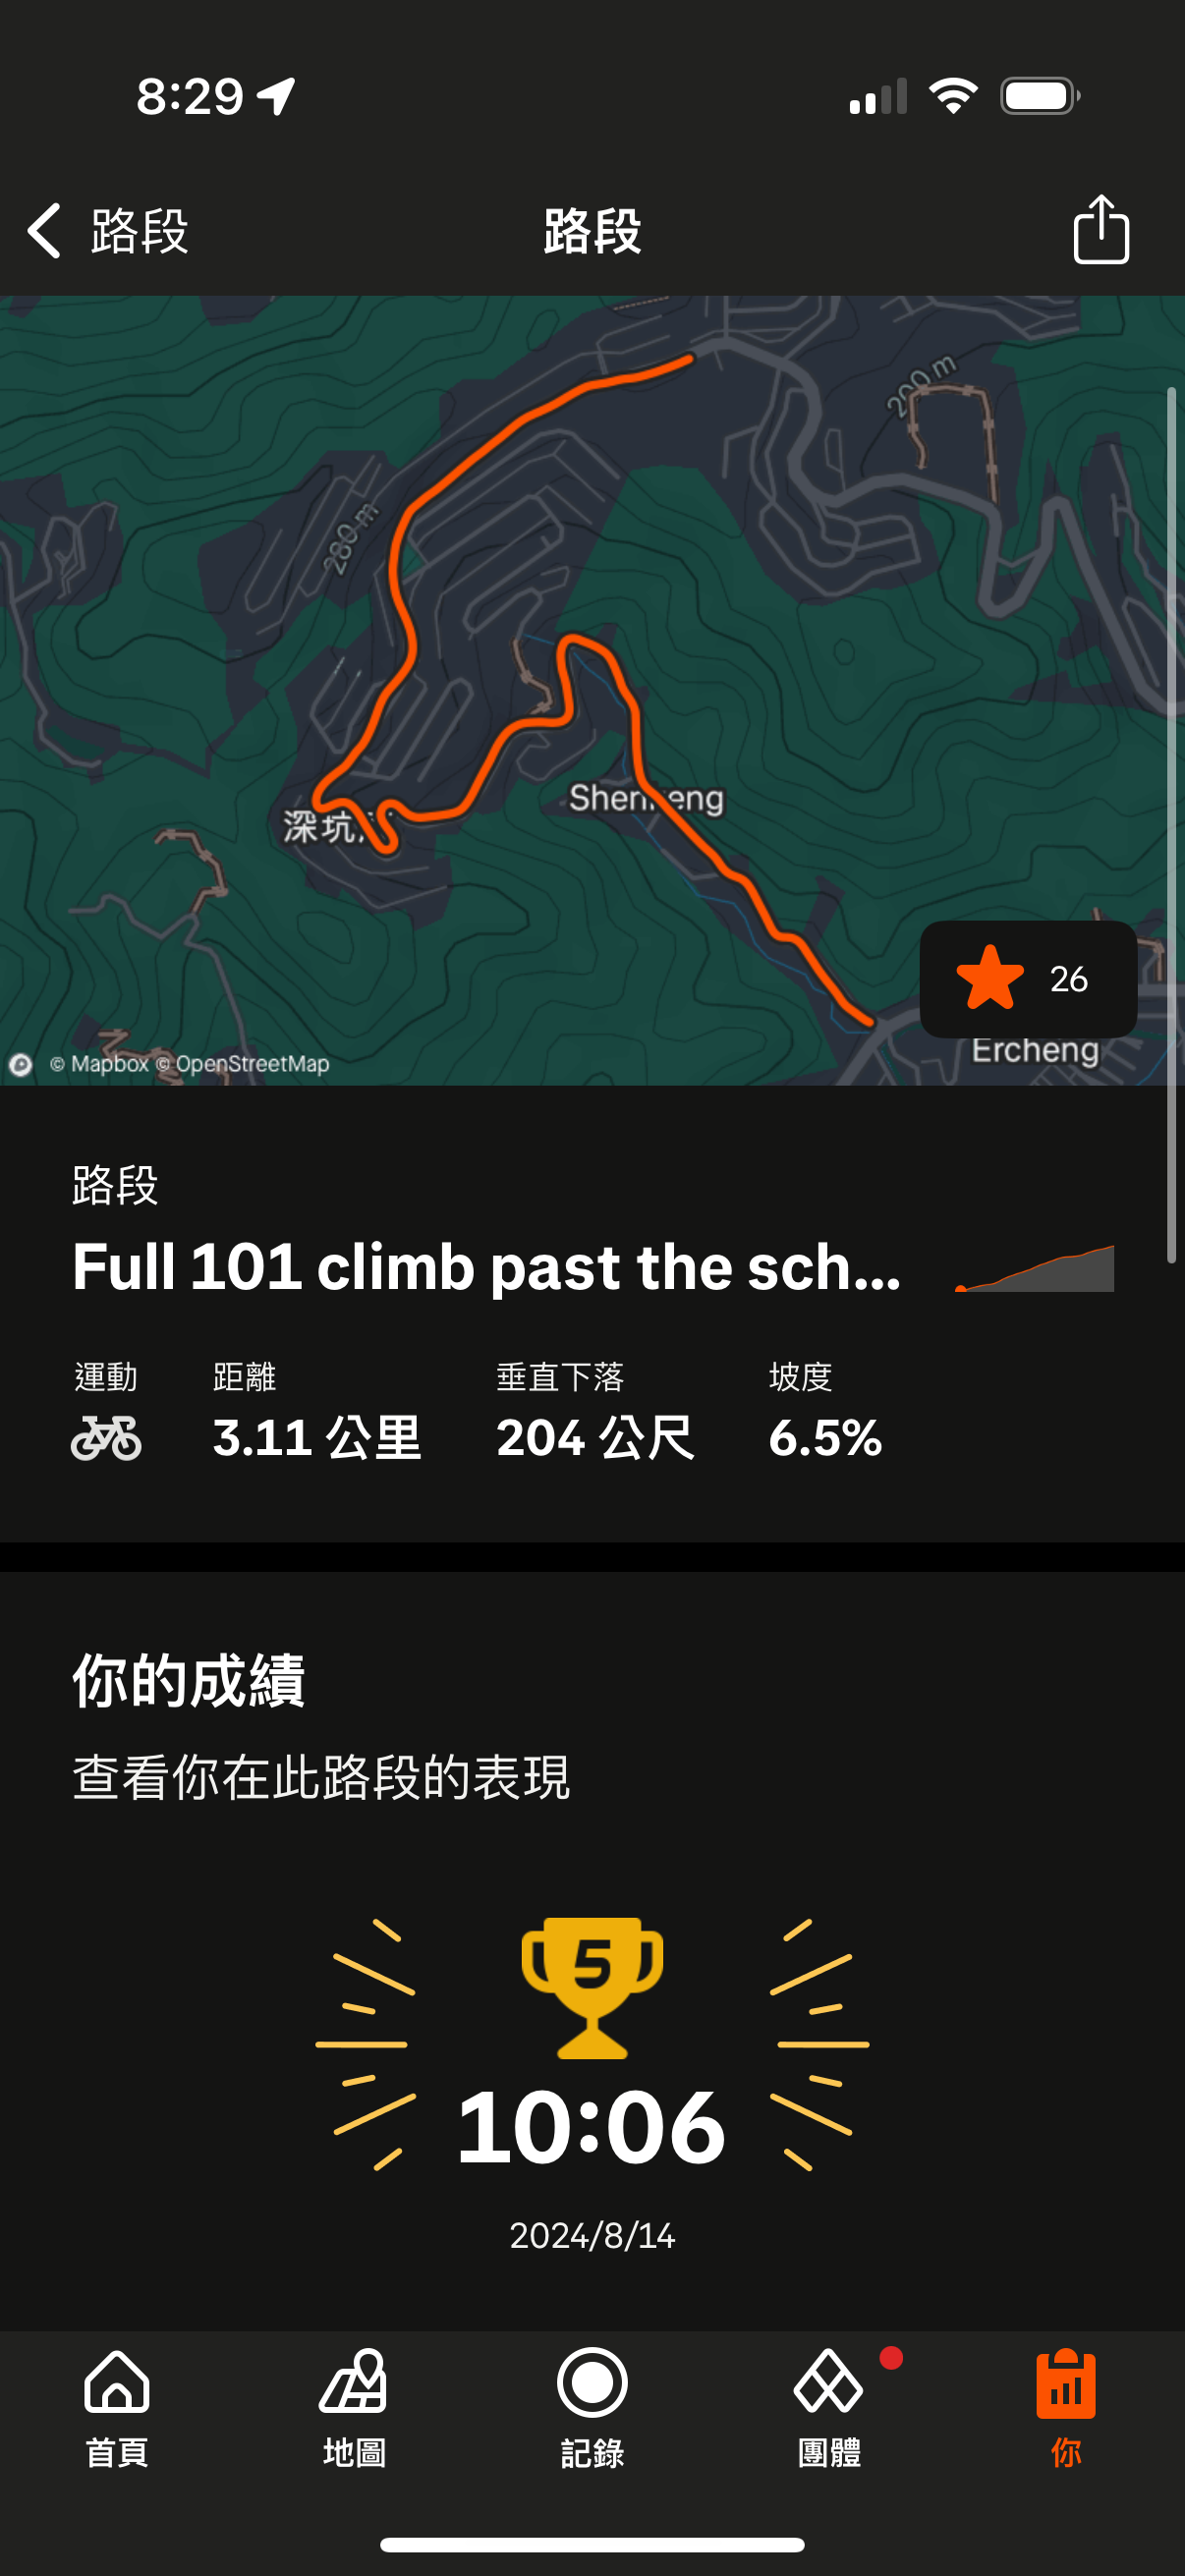 8:29
路段
路段
200 m
280 m
深坑
Ercheng
26
© Mapbox © OpenStreetMap
路段
Full 101 climb past the sch...
運動 距離 垂直下落 坡度
3.11 公里 204 公尺 6.5%
你的成績
查看你在此路段的表現
5
10:06
2024/8/14
首頁 地圖 記錄 團體 你